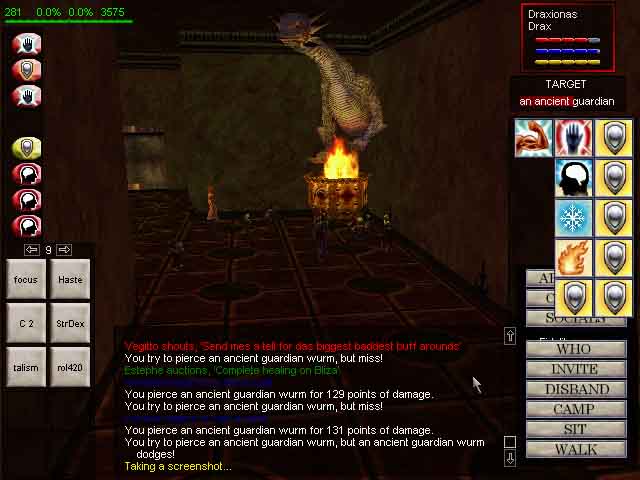 281 0.0% 0.0% 3575
Draxionas
Drax
TARGET
an ancient guardian
9
focus Haste
C 2 StrDex
talism rol420
SOCIALS
WHO
INVITE
DISBAND
CAMP
SIT
WALK
Vegitto shouts, 'Send mes a tell for das biggest baddest buff arounds'
You try to pierce an ancient guardian wurm, but miss!
Estephe auctions, 'Complete healing on Bliza'
You pierce an ancient guardian wurm for 129 points of damage.
You try to pierce an ancient guardian wurm, but miss!
You pierce an ancient guardian wurm for 131 points of damage.
You try to pierce an ancient guardian wurm, but an ancient guardian wurm
dodges!
Taking a screenshot...